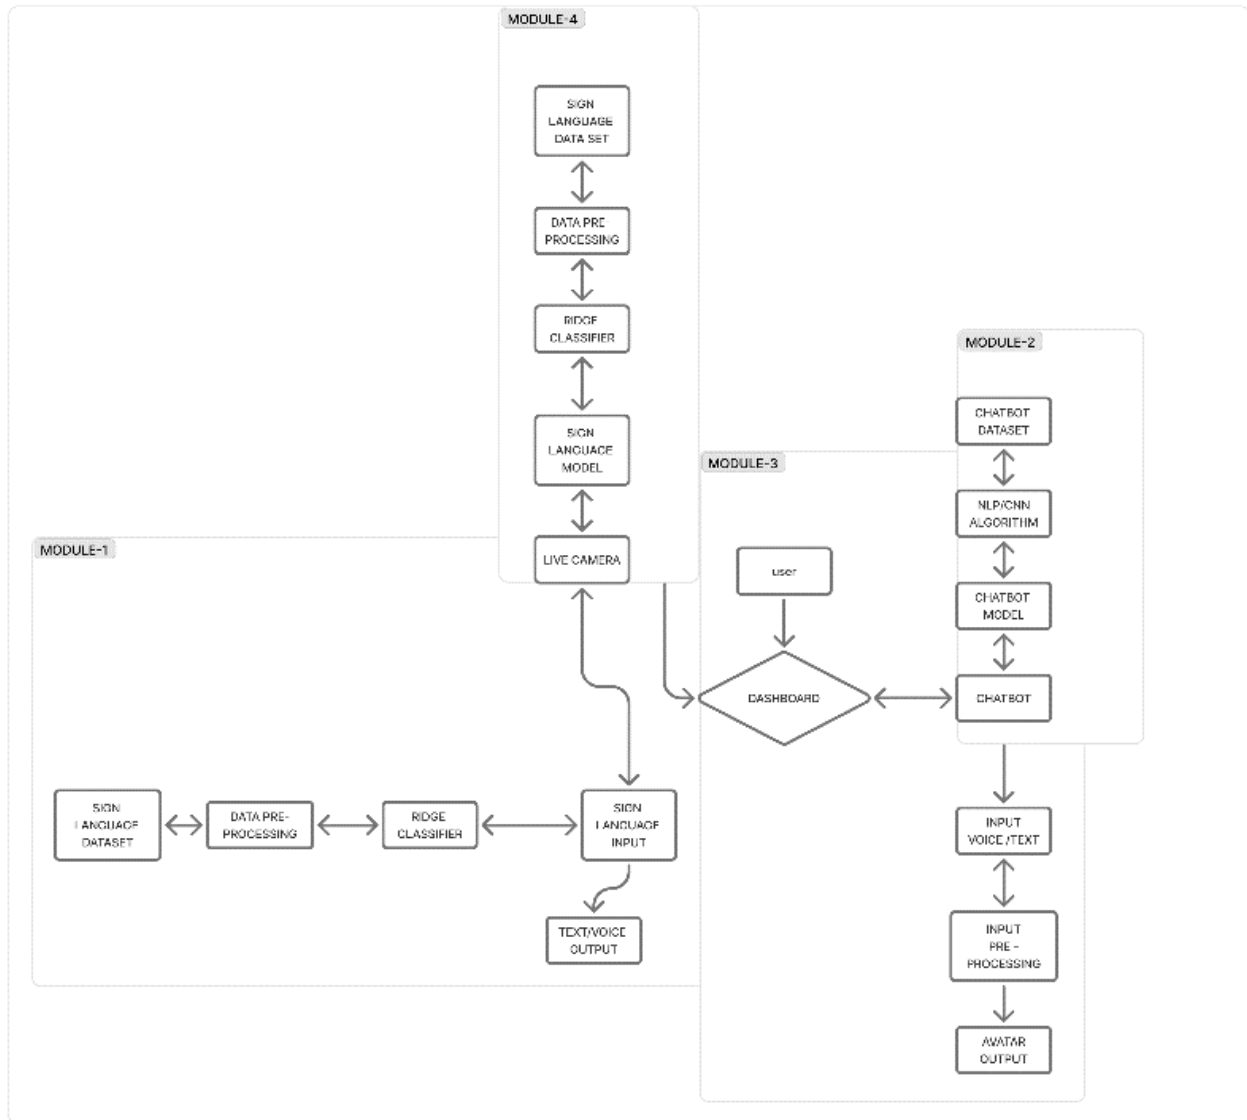 MODULE-4
SIGN
LANGUAGE
DATA SET
DATA PRE
PROCESSING
RIDGE
CLASSIFIER
SIGN
LANGUAGE
MODEL
LIVE CAMERA
MODULE-1
SIGN
LANGUAGE
DATASET
DATA PRE-
PROCESSING
RIDGE
CLASSIFIER
SIGN
LANGUAGE
INPUT
TEXT/VOICE
OUTPUT
MODULE-3
user
DASHBOARD
MODULE-2
CHATBOT
DATASET
NLP/CNN
ALGORITHM
CHATBOT
MODEL
CHATBOT
INPUT
VOICE /TEXT
INPUT
PRE -
PROCESSING
AVATAR
OUTPUT